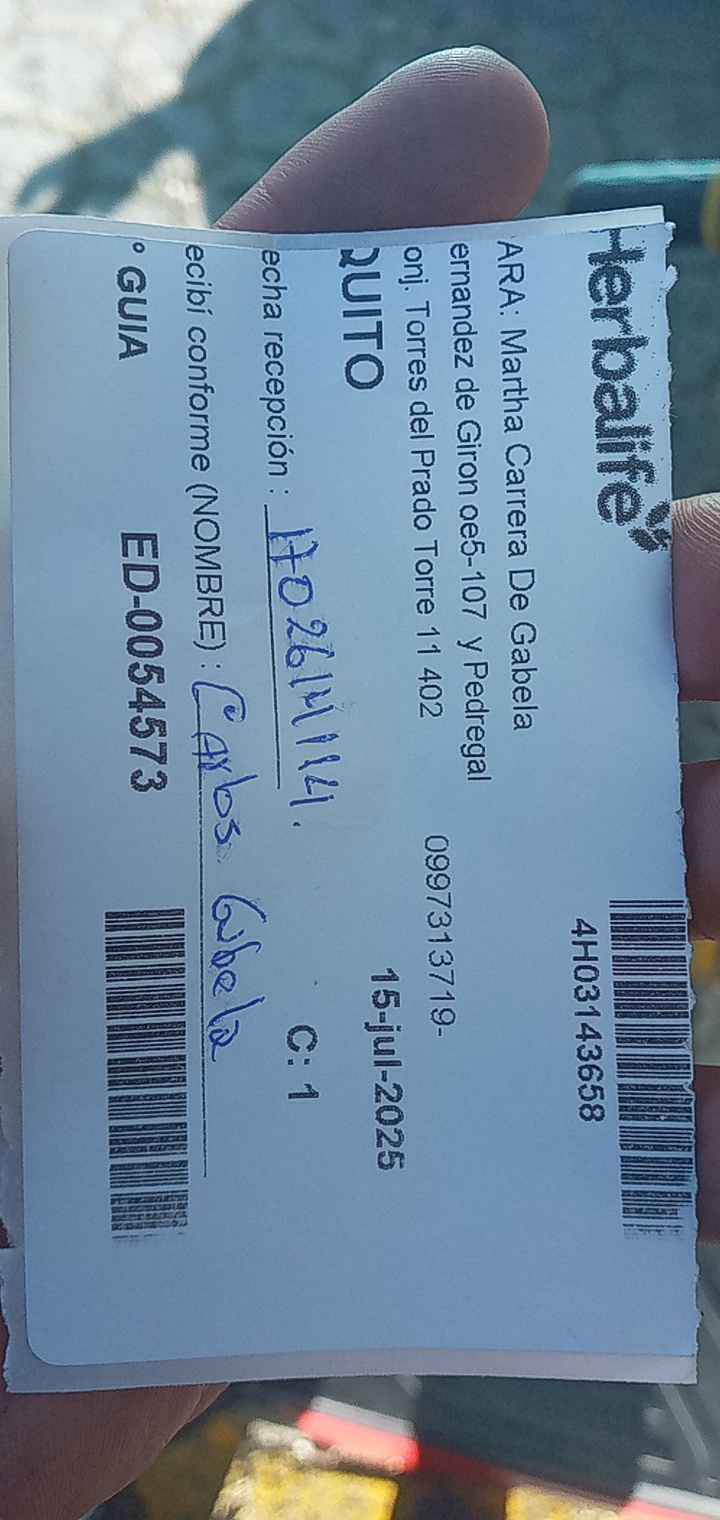 Herbalife
4H03143658
ARA: Martha Carrera De Gabela
ernandez de Giron oe5-107 y Pedregal
onj. Torres del Prado Torre 11 402 0997313719-
QUITO 15-jul-2025
echa recepción : C: 1
ecibí conforme (NOMBRE) : Carlos Gabela
° GUIA ED-0054573